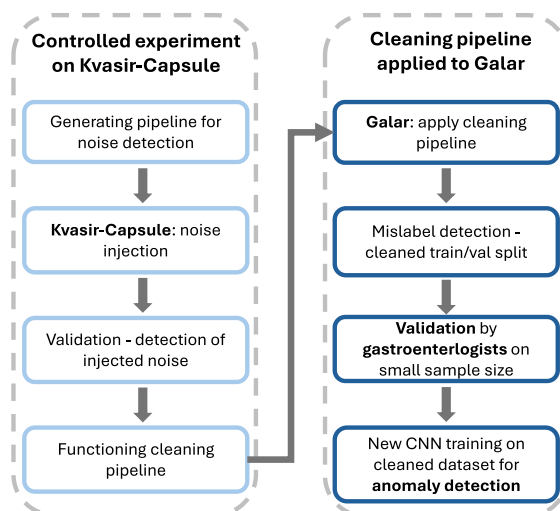 Controlled experiment
on Kvasir-Capsule
Generating pipeline for
noise detection
Kvasir-Capsule: noise
injection
Validation - detection of
injected noise
Functioning cleaning
pipeline
Cleaning pipeline
applied to Galar
Galar: apply cleaning
pipeline
Mislabel detection -
cleaned train/val split
Validation by
gastroenterlogists on
small sample size
New CNN training on
cleaned dataset for
anomaly detection